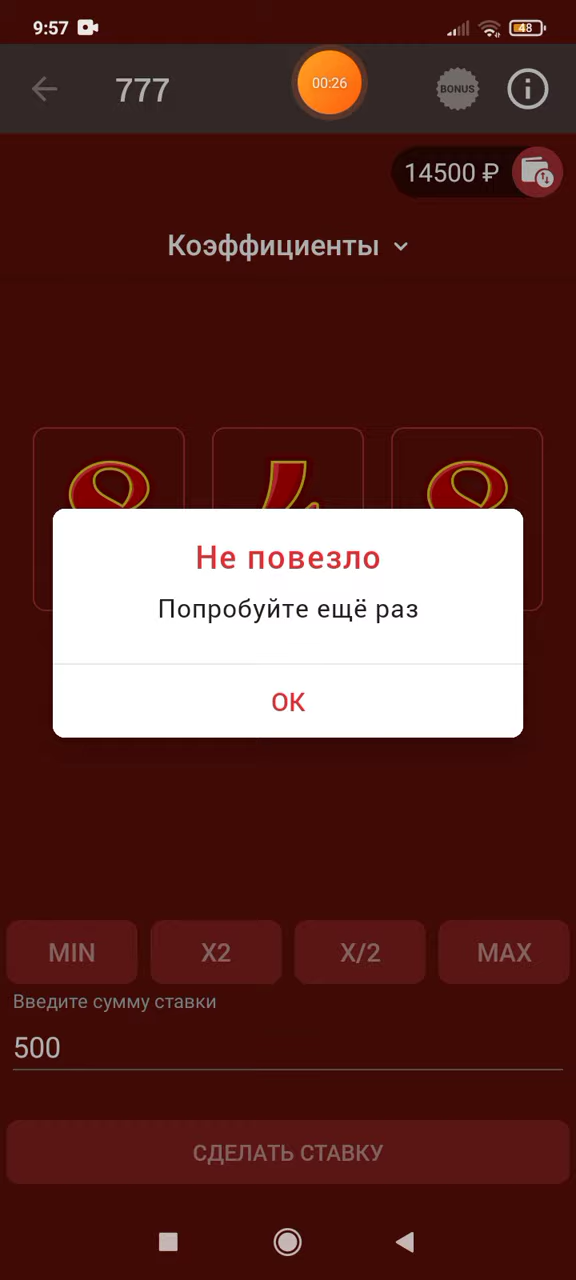 9:57
48
777
00:26
BONUS
14500 ₽
Коэффициенты
Не повезло
Попробуйте ещё раз
ОК
MIN
X2
X/2
MAX
Введите сумму ставки
500
СДЕЛАТЬ СТАВКУ